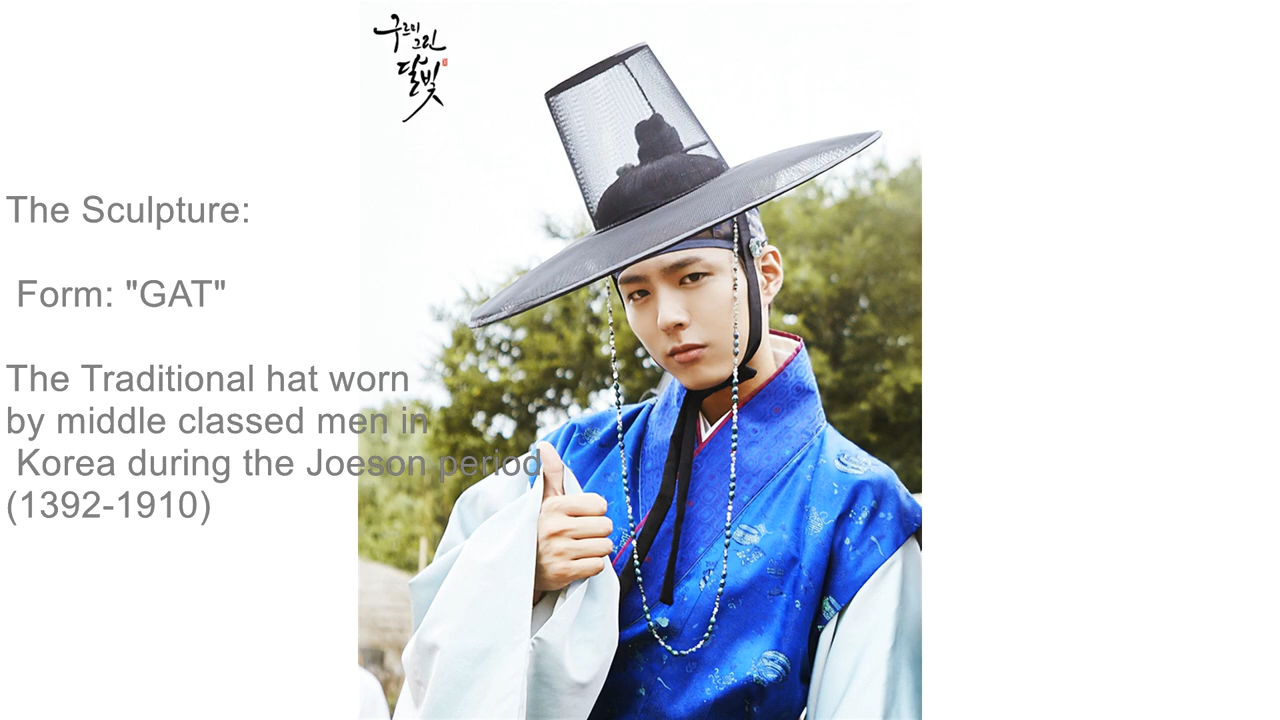 구르미
그린
달빛
The Sculpture:
Form: "GAT"
The Traditional hat worn
by middle classed men in
Korea during the Joeson period
(1392-1910)